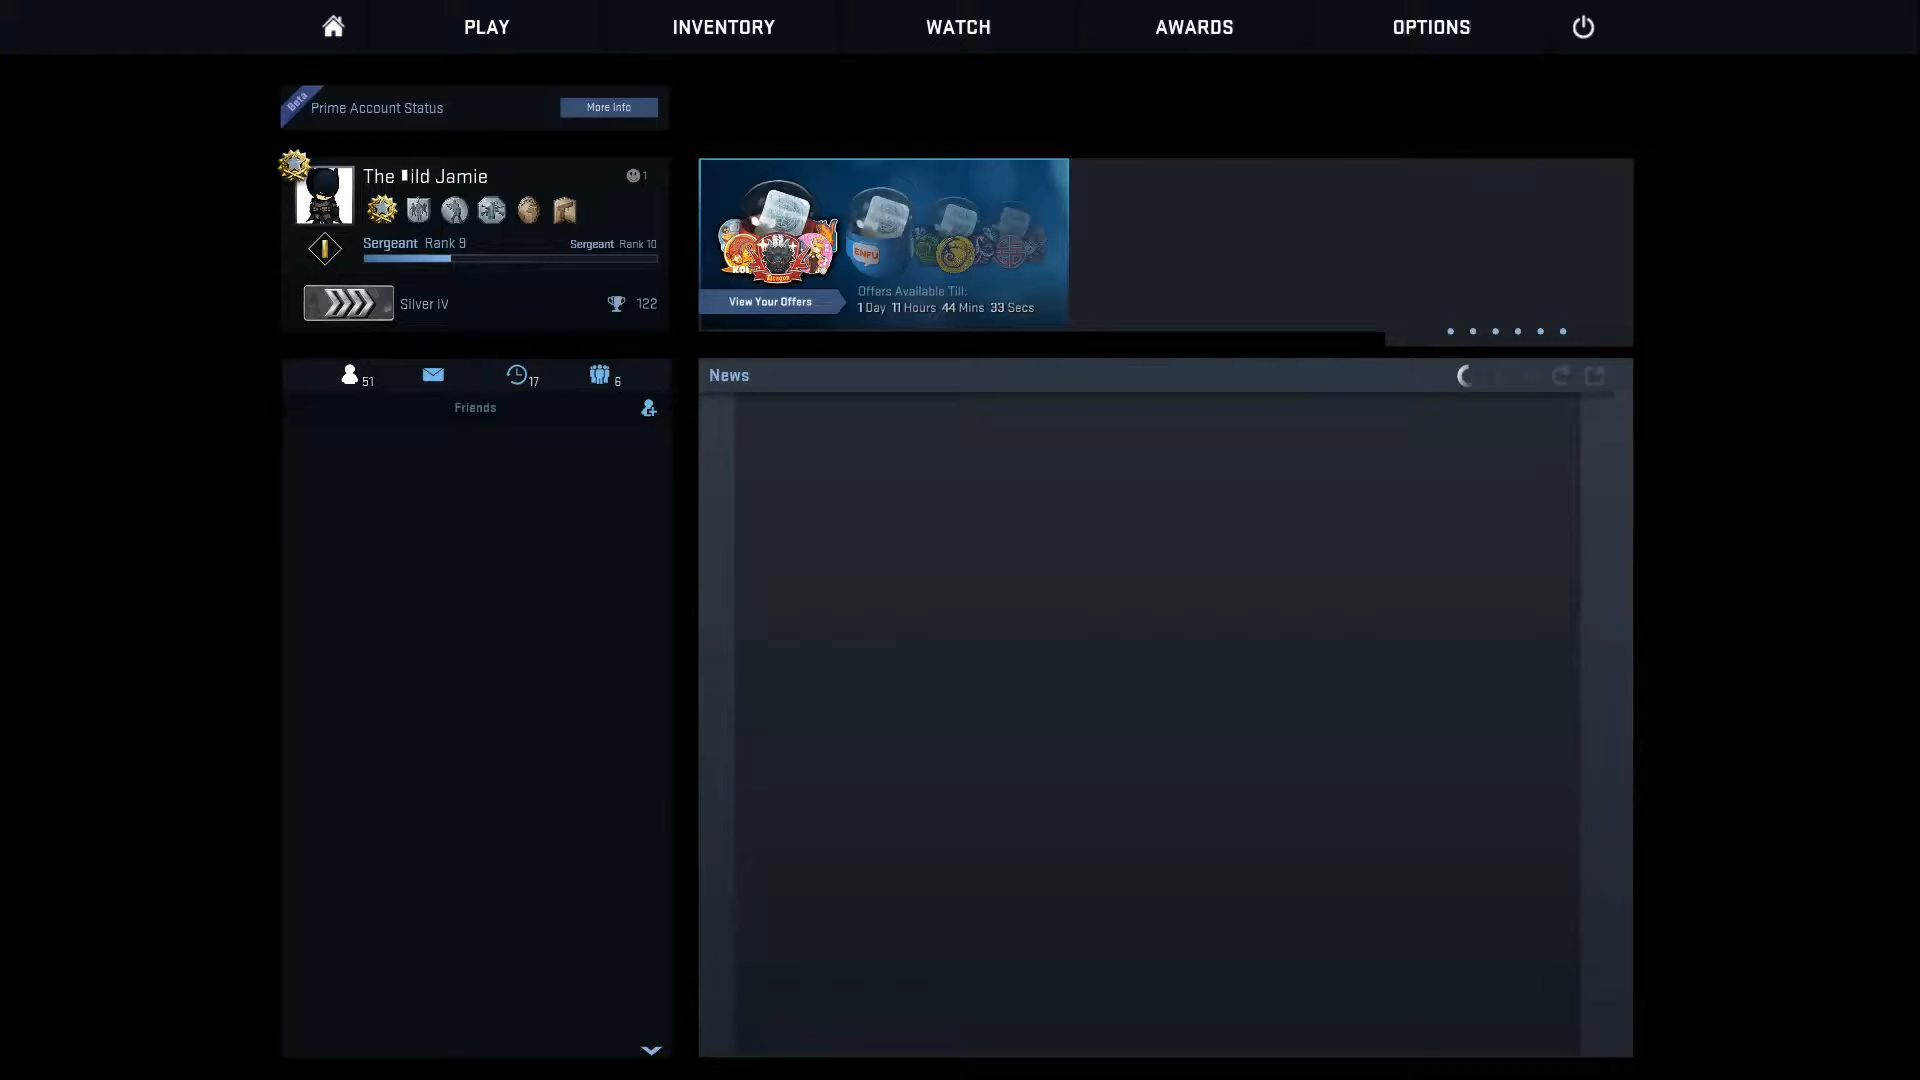 PLAY
INVENTORY
WATCH
AWARDS
OPTIONS
Beta
Prime Account Status
More Info
The ▮ild Jamie
1
Sergeant Rank 9
Sergeant Rank 10
Silver IV
122
ENFU
View Your Offers
Offers Available Till:
1 Day 11 Hours 44 Mins 33 Secs
51
17
6
Friends
News